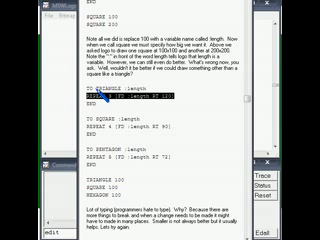 END
SQUARE 100
SQUARE 200
Note all we did is replace 100 with a variable name called length. Now
when we call square we must specify how big we want it. Above we
asked logo to draw one square at 100x100 and another at 200x200.
Note the ":" in front of the word length tells logo that length is a
variable. However, we can still even do better. What's wrong now, you
ask. Well, wouldn't it be better if we could draw something other than a
square like a triangle?
TO TRIANGLE :length
REPEAT 3 [FD :length RT 120]
END
TO SQUARE :length
REPEAT 4 [FD :length RT 90]
END
TO PENTAGON :length
REPEAT 5 [FD :length RT 72]
END
TRIANGLE 100
SQUARE 100
HEXAGON 100
Lot of typing (programmers hate to type). Why? Because there are
more things to break and when a change needs to be made it might
have to made in many places. Smaller is not always better but it usually
helps. Lets try again.
File Bitmap
Trace
Status
Reset
Edall
edit